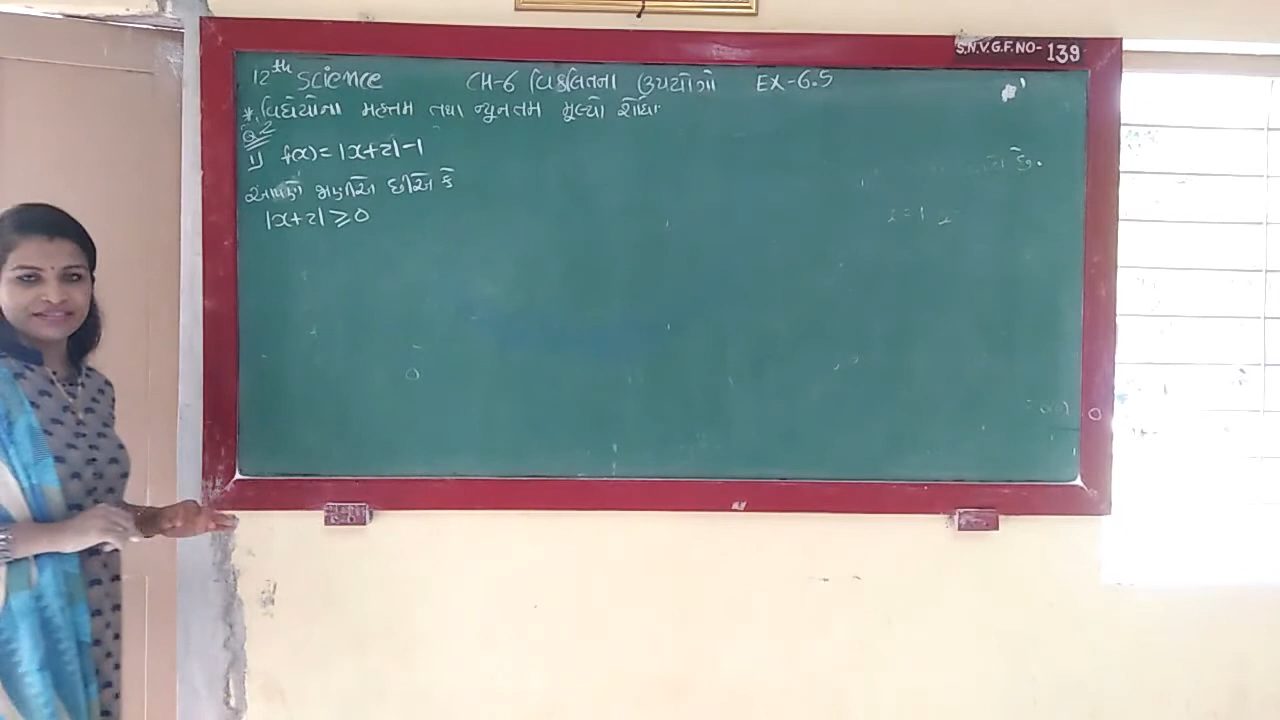 S.N.V.G.F.NO- 139
12th Science CH-6 વિકલિતના ઉપયોગો EX-6.5
*. વિધેયોના મહત્તમ તથા ન્યુનતમ મૂલ્યો શોધો.
Q.2
1) f(x)=|x+2|-1
આપણે જાણીએ છીએ કે
|x+2|≥0